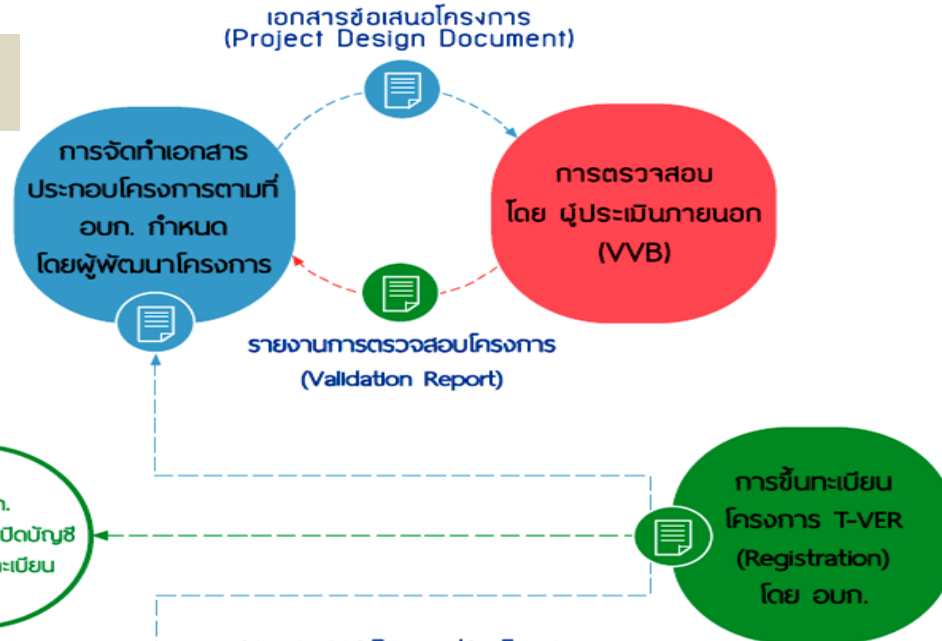 เอกสารข้อเสนอโครงการ
(Project Design Document)
การจัดทำเอกสาร
ประกอบโครงการตามที่
อบก. กำหนด
โดยผู้พัฒนาโครงการ
การตรวจสอบ
โดย ผู้ประเมินภายนอก
(VVB)
รายงานการตรวจสอบโครงการ
(Validation Report)
การขึ้นทะเบียน
โครงการ T-VER
(Registration)
โดย อบก.